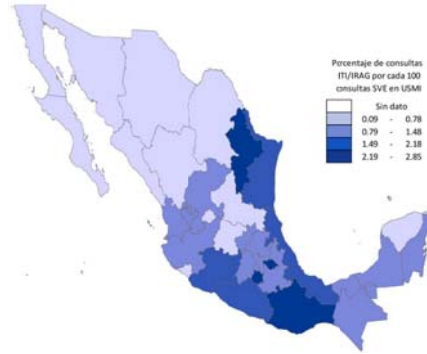 Porcentaje de consultas
ITI/IRAG por cada 100
consultas SVE en USMI
Sin dato
0.09 - 0.78
0.79 - 1.48
1.49 - 2.18
2.19 - 2.85